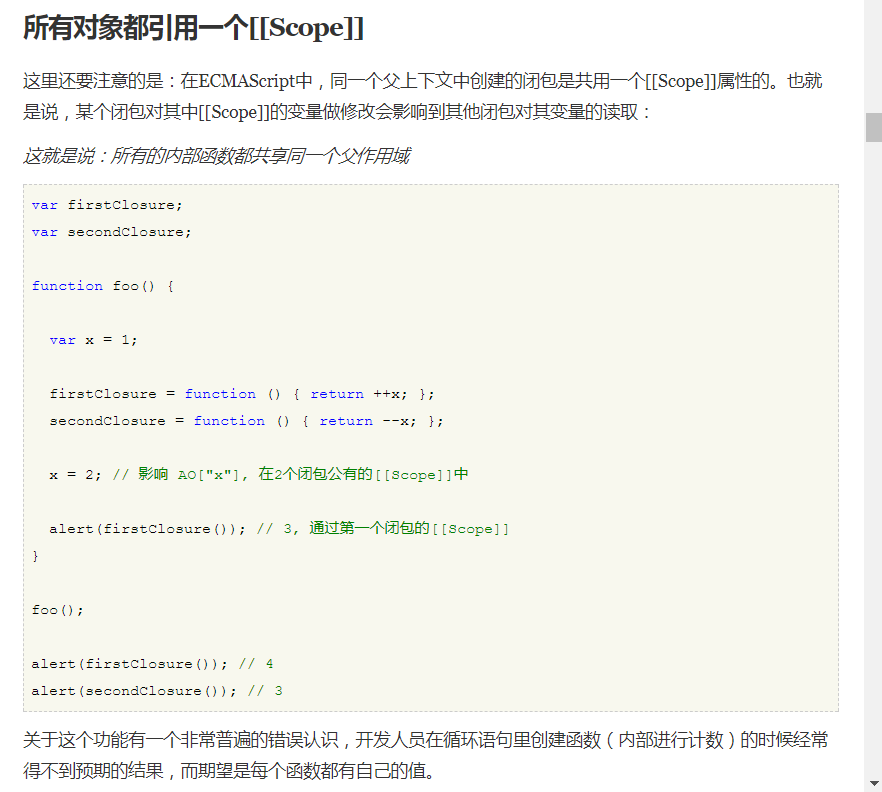 所有对象都引用一个[[Scope]]
这里还要注意的是：在ECMAScript中，同一个父上下文中创建的闭包是共用一个[[Scope]]属性的。也就
是说，某个闭包对其中[[Scope]]的变量做修改会影响到其他闭包对其变量的读取：
这就是说：所有的内部函数都共享同一个父作用域
var firstClosure;
var secondClosure;
function foo() {
var x = 1;
firstClosure = function () { return ++x; };
secondClosure = function () { return --x; };
x = 2; // 影响 AO["x"], 在2个闭包公有的[[Scope]]中
alert(firstClosure()); // 3, 通过第一个闭包的[[Scope]]
}
foo();
alert(firstClosure()); // 4
alert(secondClosure()); // 3
关于这个功能有一个非常普遍的错误认识，开发人员在循环语句里创建函数（内部进行计数）的时候经常
得不到预期的结果，而期望是每个函数都有自己的值。